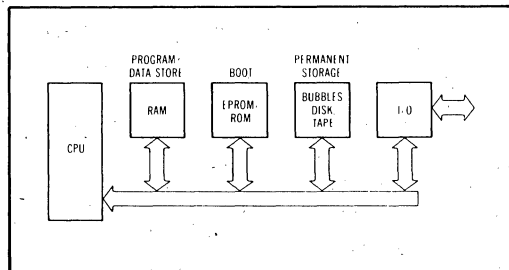 PROGRAM/
DATA STORE
BOOT
PERMANENT
STORAGE
CPU
RAM
EPROM/
ROM
BUBBLES
DISK
TAPE
I/O